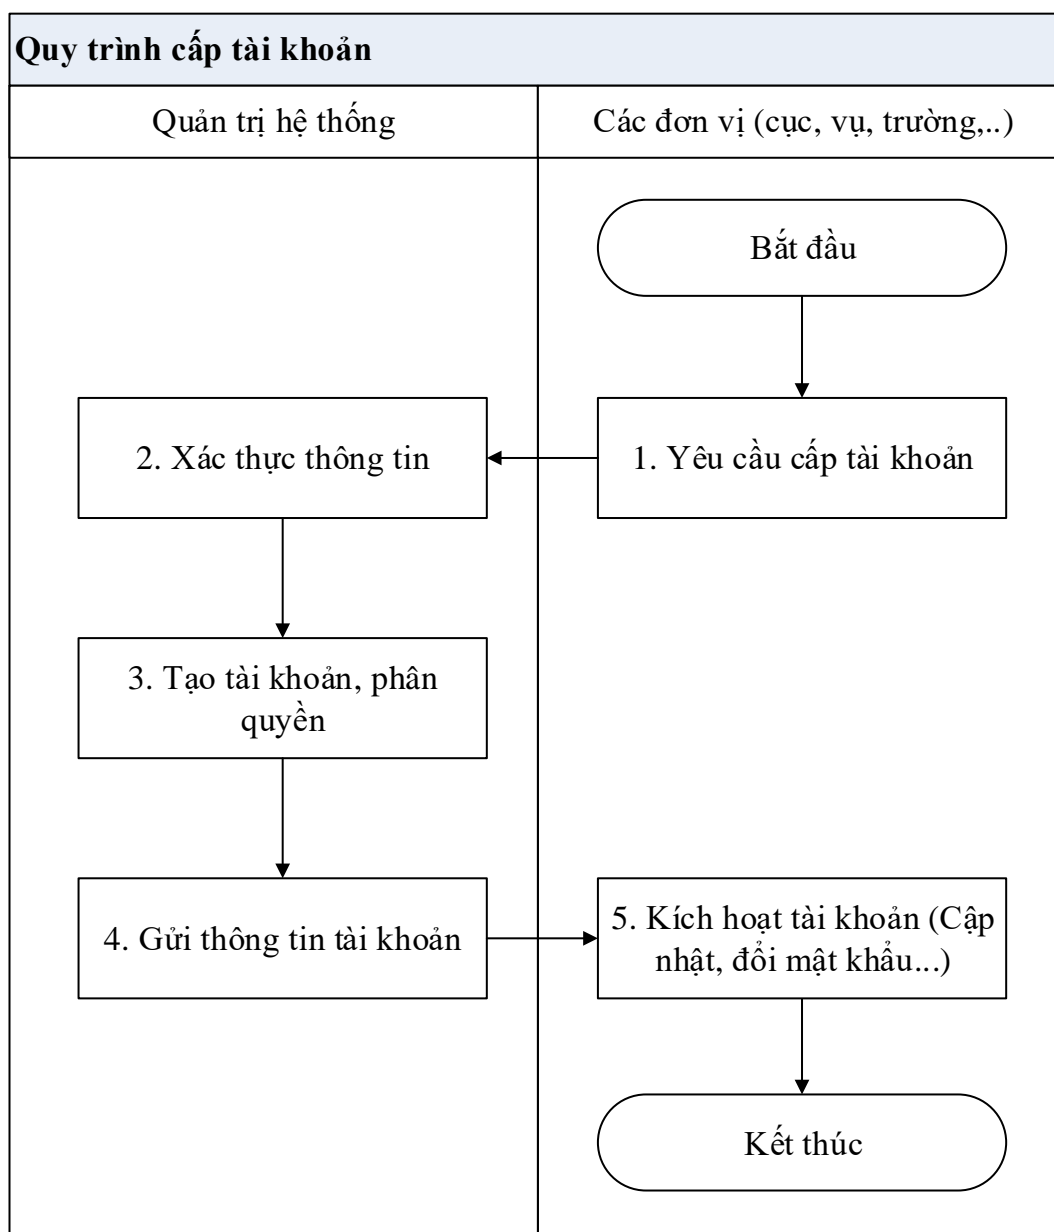 Quy trình cấp tài khoản
Quản trị hệ thống
Các đơn vị (cục, vụ, trường,..)
Bắt đầu
1. Yêu cầu cấp tài khoản
2. Xác thực thông tin
3. Tạo tài khoản, phân
quyền
4. Gửi thông tin tài khoản
5. Kích hoạt tài khoản (Cập
nhật, đổi mật khẩu...)
Kết thúc